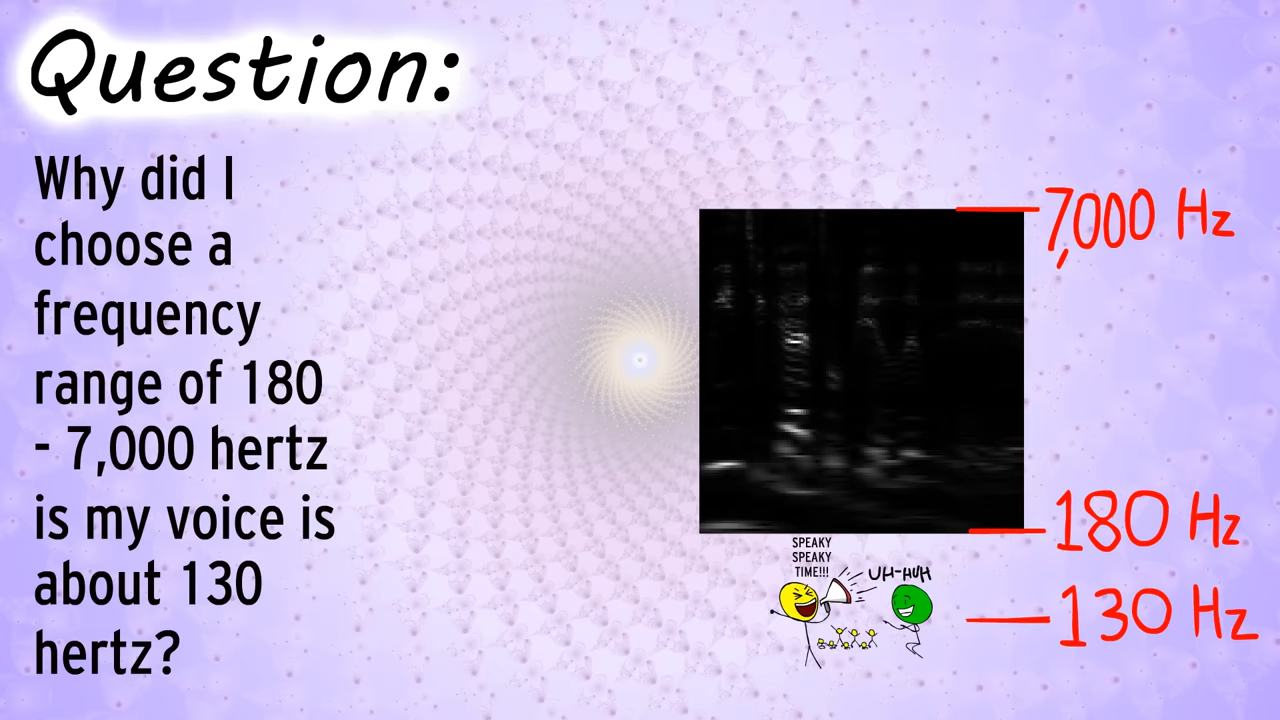 Question:
Why did I
choose a
frequency
range of 180
- 7,000 hertz
is my voice is
about 130
hertz?
7,000 Hz
180 Hz
SPEAKY
SPEAKY
TIME!!!
UH-HUH
130 Hz